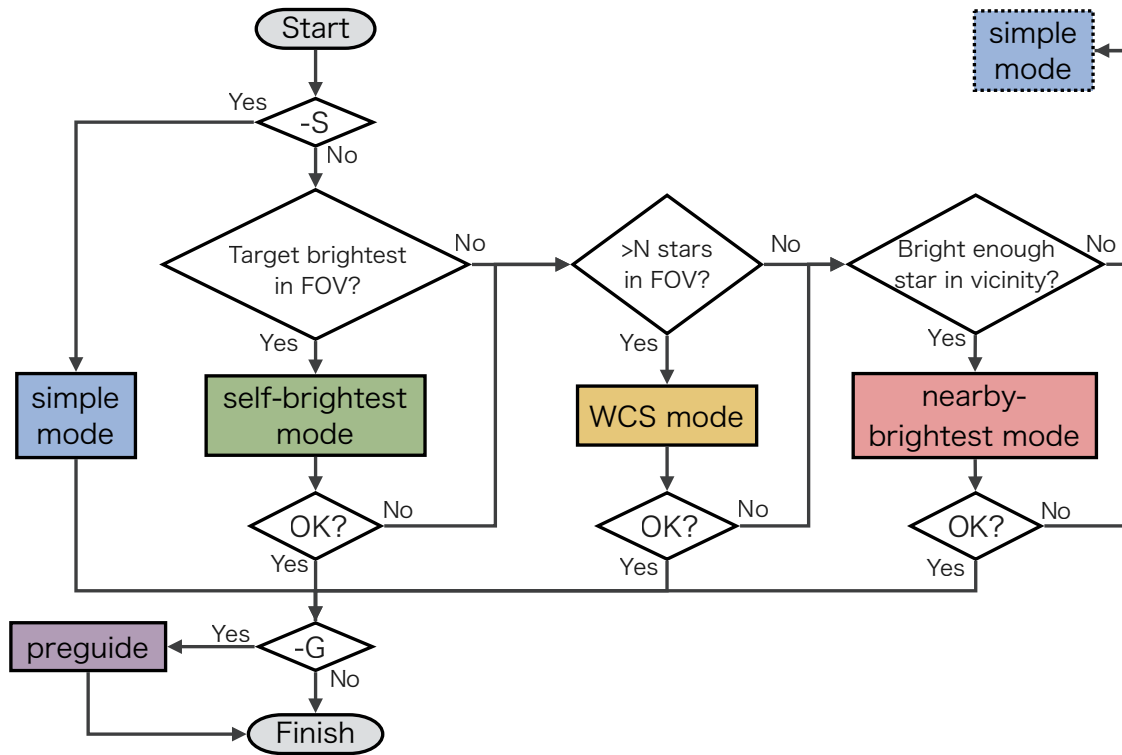 Start
simple
mode
Yes
-S
No
Target brightest
in FOV?
No
>N stars
in FOV?
No
Bright enough
star in vicinity?
No
Yes
Yes
Yes
simple
mode
self-brightest
mode
WCS mode
nearby-
brightest mode
OK?
No
OK?
No
OK?
No
Yes
Yes
Yes
preguide
Yes
-G
No
Finish